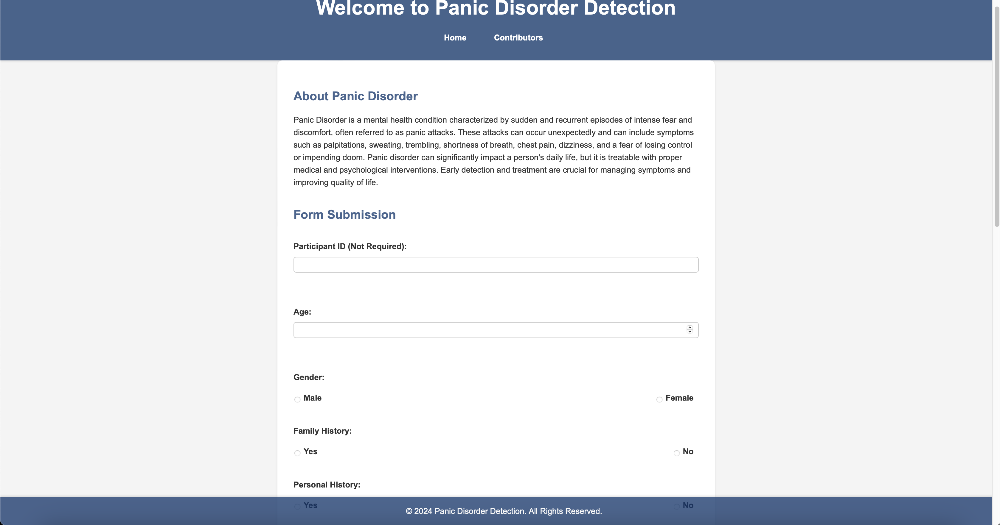 Welcome to Panic Disorder Detection
Home Contributors
About Panic Disorder
Panic Disorder is a mental health condition characterized by sudden and recurrent episodes of intense fear and
discomfort, often referred to as panic attacks. These attacks can occur unexpectedly and can include symptoms
such as palpitations, sweating, trembling, shortness of breath, chest pain, dizziness, and a fear of losing control
or impending doom. Panic disorder can significantly impact a person's daily life, but it is treatable with proper
medical and psychological interventions. Early detection and treatment are crucial for managing symptoms and
improving quality of life.
Form Submission
Participant ID (Not Required):
Age:
Gender:
Male Female
Family History:
Yes No
Personal History:
Yes No
© 2024 Panic Disorder Detection. All Rights Reserved.